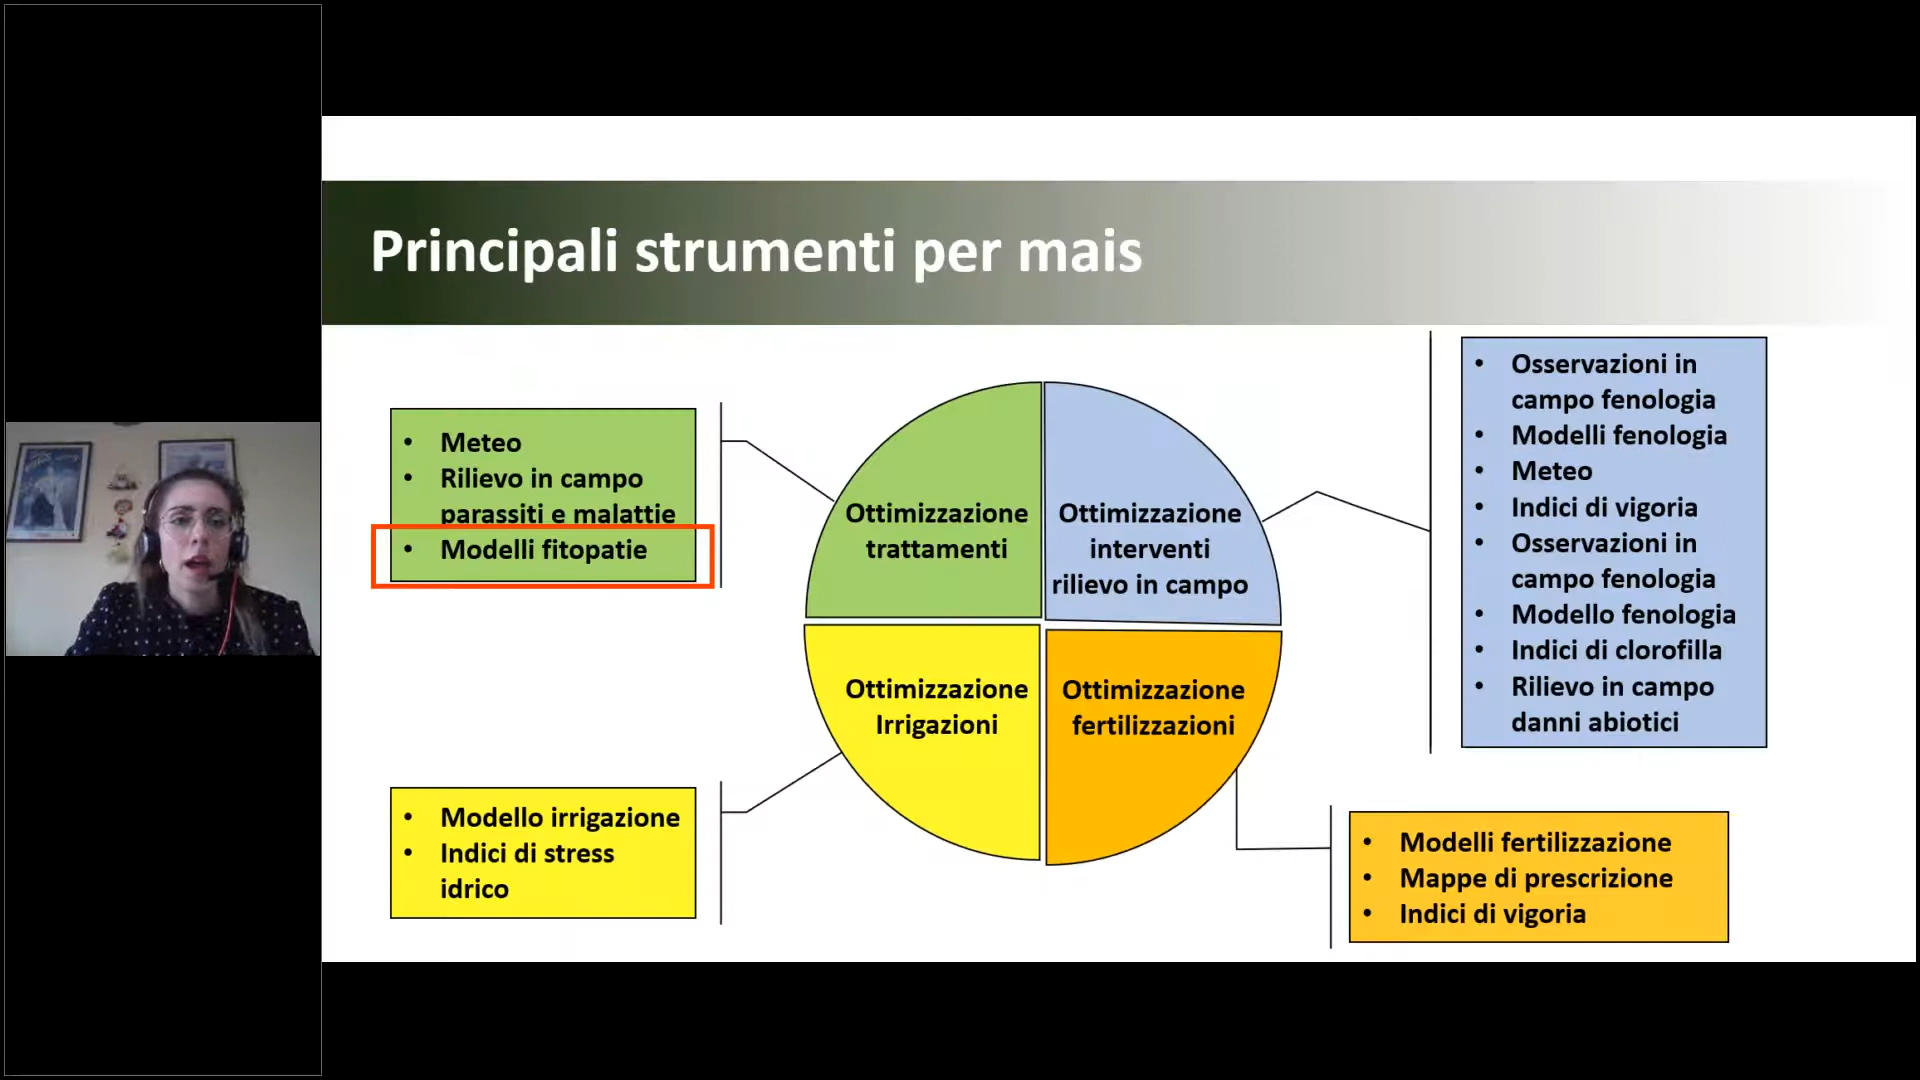 Principali strumenti per mais
• Meteo
• Rilievo in campo
parassiti e malattie
• Modelli fitopatie
Ottimizzazione
trattamenti
Ottimizzazione
interventi
rilievo in campo
• Osservazioni in
campo fenologia
• Modelli fenologia
• Meteo
• Indici di vigoria
• Osservazioni in
campo fenologia
• Modello fenologia
• Indici di clorofilla
• Rilievo in campo
danni abiotici
Ottimizzazione
Irrigazioni
Ottimizzazione
fertilizzazioni
• Modello irrigazione
• Indici di stress
idrico
• Modelli fertilizzazione
• Mappe di prescrizione
• Indici di vigoria